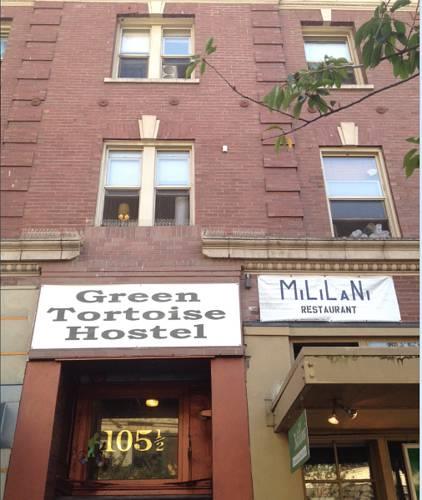 Green
Tortoise
Hostel
MiLiLaNi
RESTAURANT
105½